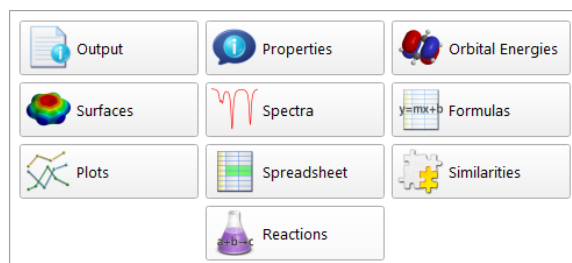 Output
Properties
Orbital Energies
Surfaces
Spectra
y=mx+b
Formulas
Plots
Spreadsheet
Similarities
a+b→c
Reactions